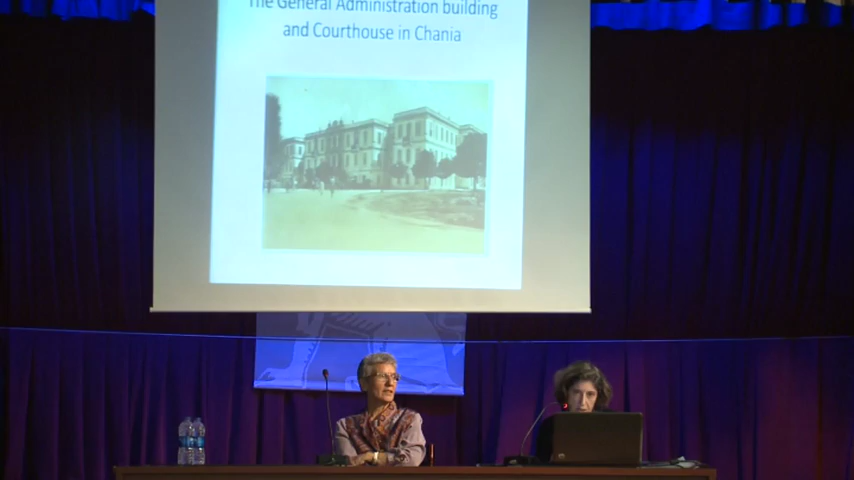 The General Administration building
and Courthouse in Chania